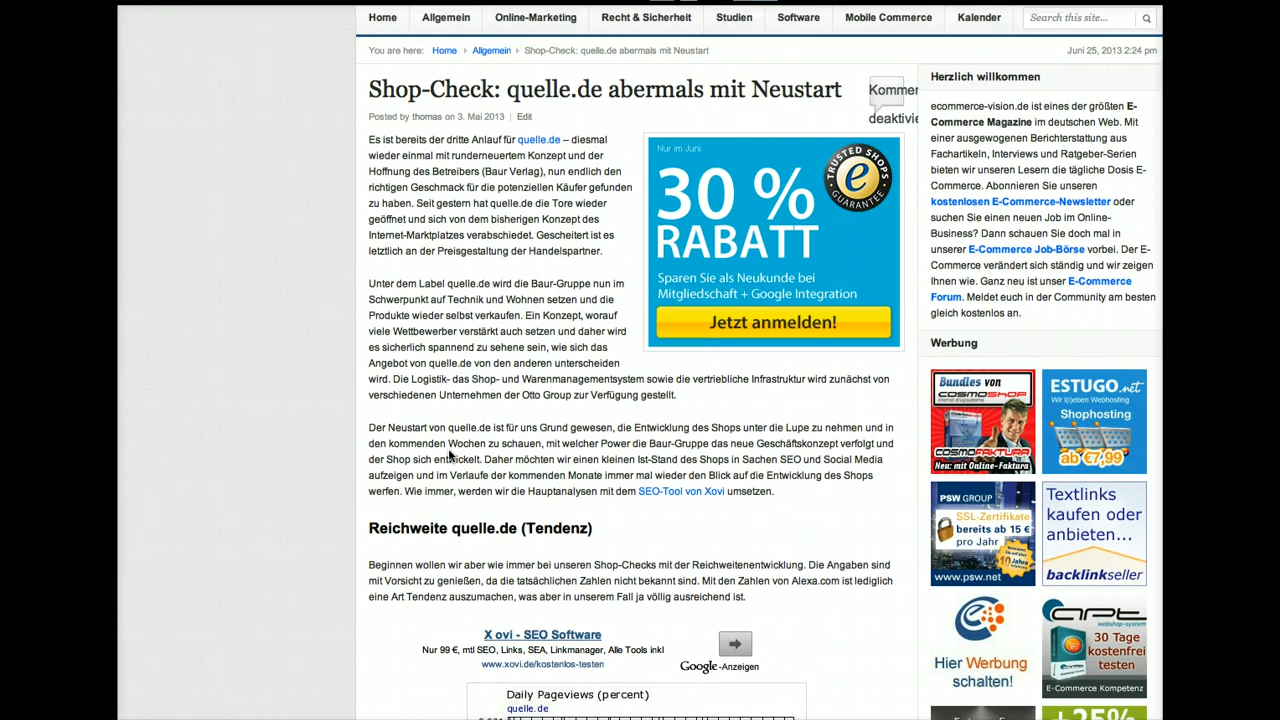 Home Allgemein Online-Marketing Recht & Sicherheit Studien Software Mobile Commerce Kalender Search this site...
You are here: Home Allgemein Shop-Check: quelle.de abermals mit Neustart Juni 25, 2013 2:24 pm
Shop-Check: quelle.de abermals mit Neustart
Kommen
deaktivie
Posted by thomas on 3. Mai 2013 | Edit
Es ist bereits der dritte Anlauf für quelle.de – diesmal
wieder einmal mit runderneuertem Konzept und der
Hoffnung des Betreibers (Baur Verlag), nun endlich den
richtigen Geschmack für die potenziellen Käufer gefunden
zu haben. Seit gestern hat quelle.de die Tore wieder
geöffnet und sich von dem bisherigen Konzept des
Internet-Marktplatzes verabschiedet. Gescheitert ist es
letztlich an der Preisgestaltung der Handelspartner.
Nur im Juni
30 %
RABATT
TRUSTED SHOPS
GUARANTEE
Sparen Sie als Neukunde bei
Mitgliedschaft + Google Integration
Jetzt anmelden!
Unter dem Label quelle.de wird die Baur-Gruppe nun im
Schwerpunkt auf Technik und Wohnen setzen und die
Produkte wieder selbst verkaufen. Ein Konzept, worauf
viele Wettbewerber verstärkt auch setzen und daher wird
es sicherlich spannend zu sehene sein, wie sich das
Angebot von quelle.de von den anderen unterscheiden
wird. Die Logistik- das Shop- und Warenmanagementsystem sowie die vertriebliche Infrastruktur wird zunächst von
verschiedenen Unternehmen der Otto Group zur Verfügung gestellt.
Der Neustart von quelle.de ist für uns Grund gewesen, die Entwicklung des Shops unter die Lupe zu nehmen und in
den kommenden Wochen zu schauen, mit welcher Power die Baur-Gruppe das neue Geschäftskonzept verfolgt und
der Shop sich entwickelt. Daher möchten wir einen kleinen Ist-Stand des Shops in Sachen SEO und Social Media
aufzeigen und im Verlaufe der kommenden Monate immer mal wieder den Blick auf die Entwicklung des Shops
werfen. Wie immer, werden wir die Hauptanalysen mit dem SEO-Tool von Xovi umsetzen.
Reichweite quelle.de (Tendenz)
Beginnen wollen wir aber wie immer bei unseren Shop-Checks mit der Reichweitenentwicklung. Die Angaben sind
mit Vorsicht zu genießen, da die tatsächlichen Zahlen nicht bekannt sind. Mit den Zahlen von Alexa.com ist lediglich
eine Art Tendenz auszumachen, was aber in unserem Fall ja völlig ausreichend ist.
X ovi - SEO Software
Nur 99 €, mtl SEO, Links, SEA, Linkmanager, Alle Tools inkl
www.xovi.de/kostenlos-testen
Google-Anzeigen
Daily Pageviews (percent)
quelle.de
Herzlich willkommen
ecommerce-vision.de ist eines der größten E-
Commerce Magazine im deutschen Web. Mit
einer ausgewogenen Berichterstattung aus
Fachartikeln, Interviews und Ratgeber-Serien
bieten wir unseren Lesern die tägliche Dosis E-
Commerce. Abonnieren Sie unseren
kostenlosen E-Commerce-Newsletter oder
suchen Sie einen neuen Job im Online-
Business? Dann schauen Sie doch mal in
unserer E-Commerce Job-Börse vorbei. Der E-
Commerce verändert sich ständig und wir zeigen
Ihnen wie. Ganz neu ist unser E-Commerce
Forum. Meldet euch in der Community am besten
gleich kostenlos an.
Werbung
Bundles von
COSMOSHOP
COSMOFAKTURA
Neu: mit Online-Faktura
ESTUGO.net
Wir l(i)eben Webhosting
Shophosting
ab €7,99
PSW GROUP
SSL-Zertifikate
bereits ab 15 €
pro Jahr
www.psw.net
Textlinks
kaufen oder
anbieten...
backlinkseller
Hier Werbung
schalten!
apt
webshop-system
30 Tage
kostenfrei
testen
E-Commerce Kompetenz
+25%